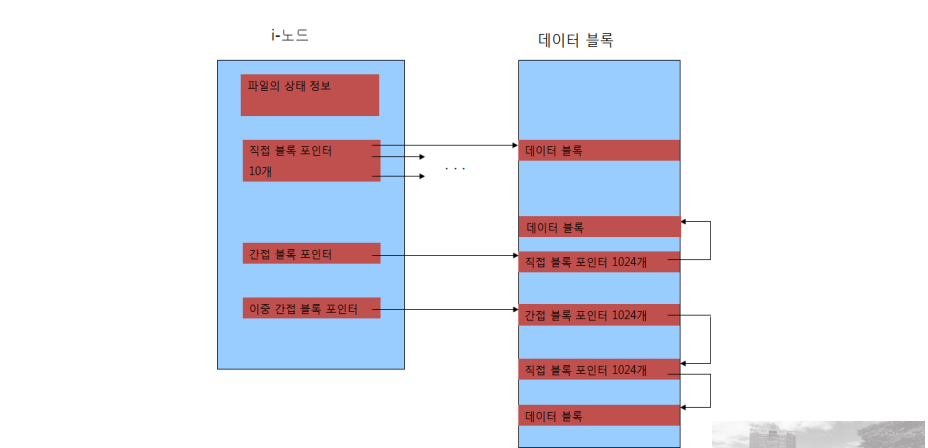 i-노드
데이터 블록
파일의 상태 정보
직접 블록 포인터
10개
. . .
데이터 블록
데이터 블록
간접 블록 포인터
직접 블록 포인터 1024개
이중 간접 블록 포인터
간접 블록 포인터 1024개
직접 블록 포인터 1024개
데이터 블록